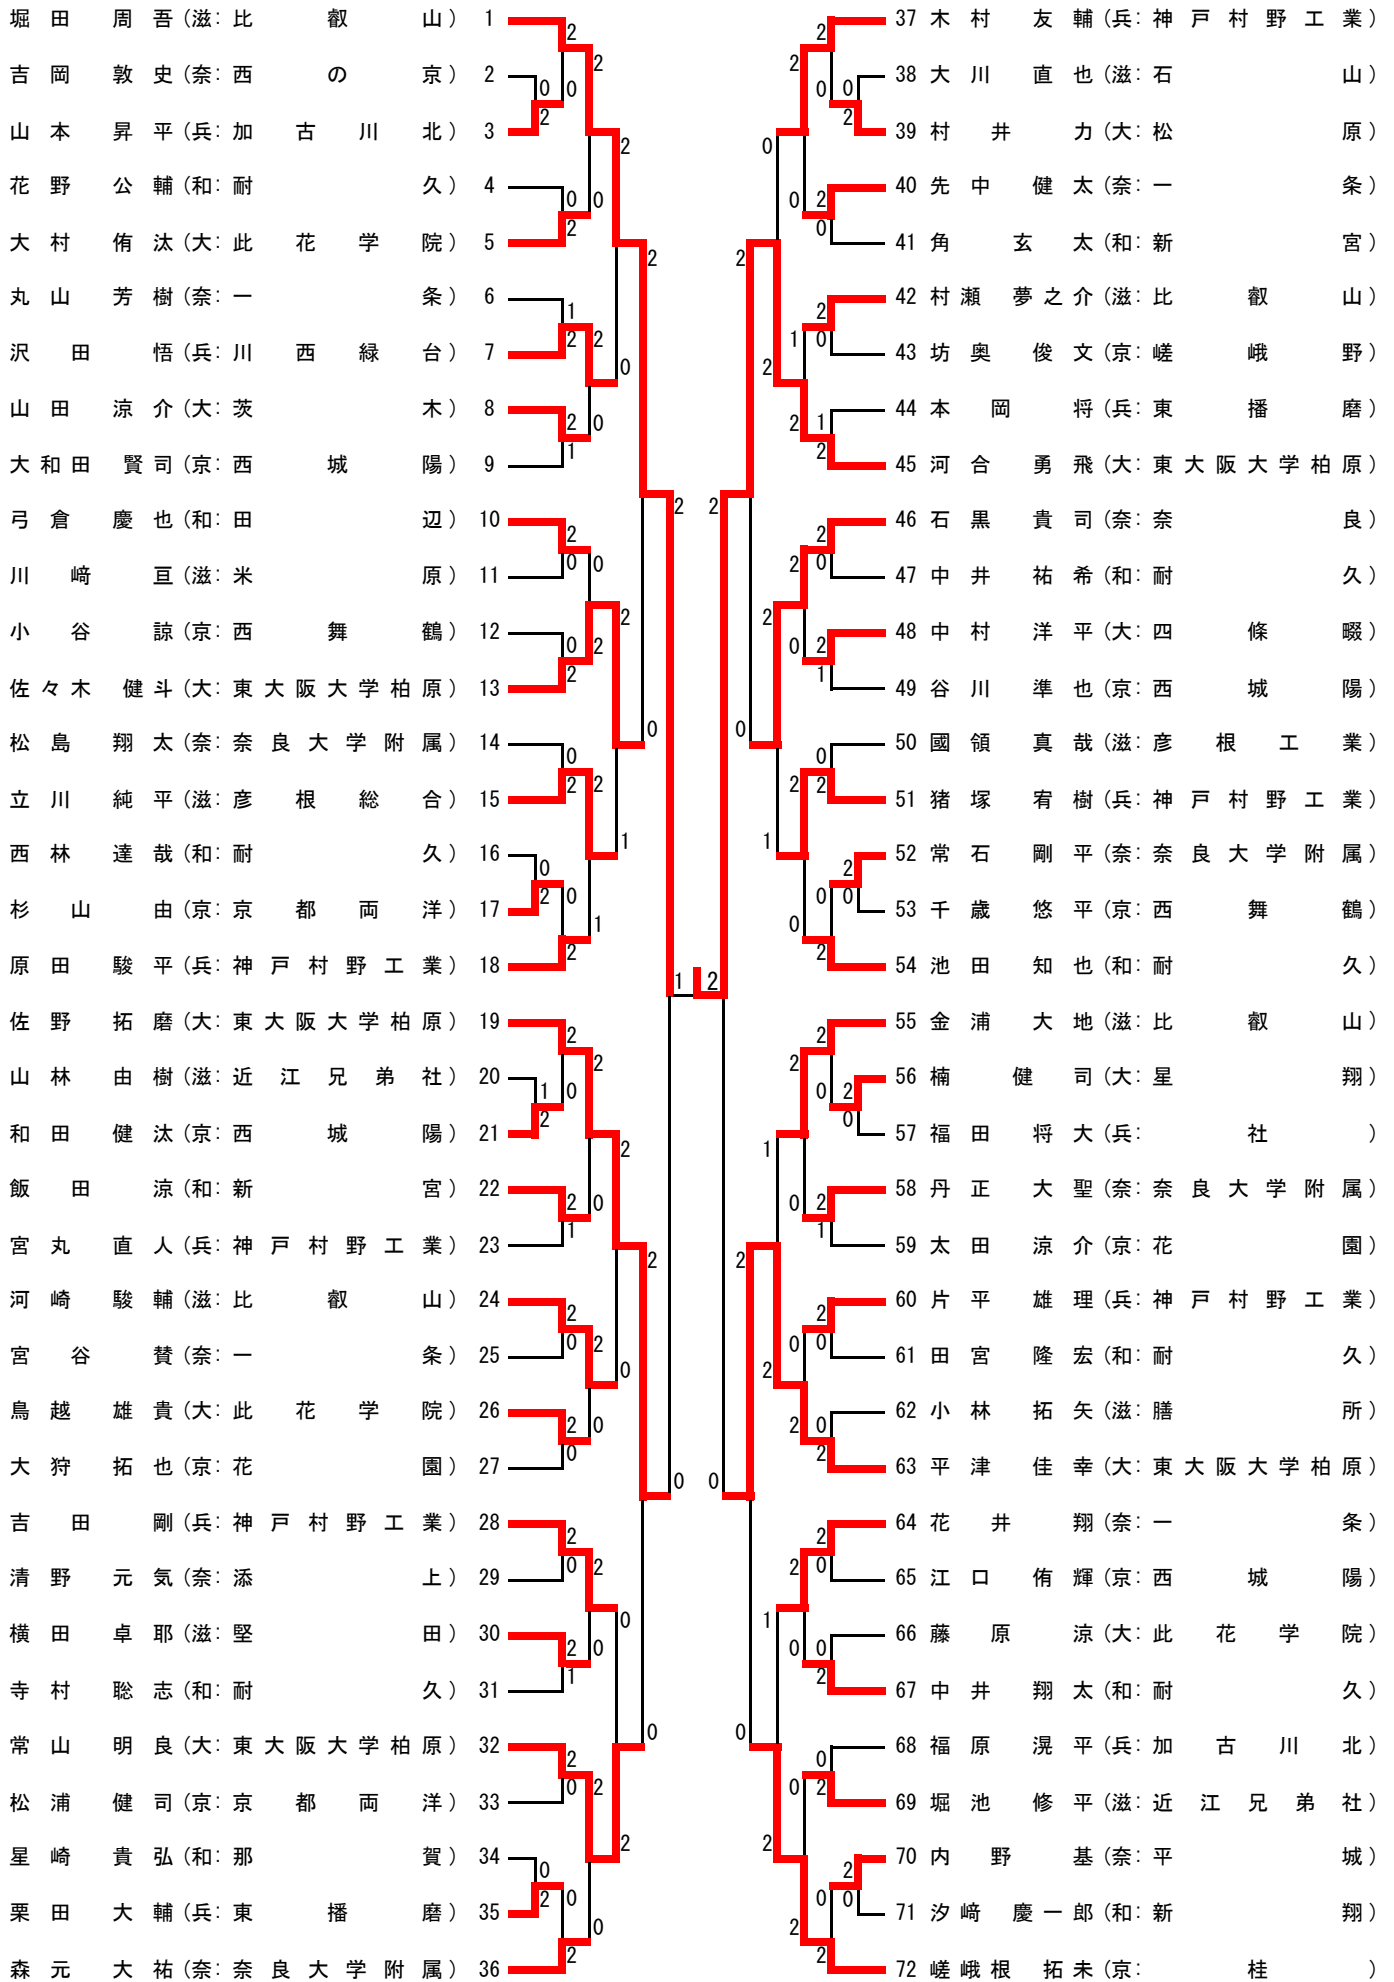 堀田 周吾(滋:比叡山) 1
吉岡 敦史(奈:西の京) 2
山本 昇平(兵:加古川北) 3
花野 公輔(和:耐久) 4
大村 侑汰(大:此花学院) 5
丸山 芳樹(奈:一条) 6
沢田 悟(兵:川西緑台) 7
山田 涼介(大:茨木) 8
大和田 賢司(京:西城陽) 9
弓倉 慶也(和:田辺) 10
川﨑 亘(滋:米原) 11
小谷 諒(京:西舞鶴) 12
佐々木 健斗(大:東大阪大学柏原) 13
松島 翔太(奈:奈良大学附属) 14
立川 純平(滋:彦根総合) 15
西林 達哉(和:耐久) 16
杉山 由(京:京都両洋) 17
原田 駿平(兵:神戸村野工業) 18
佐野 拓磨(大:東大阪大学柏原) 19
山林 由樹(滋:近江兄弟社) 20
和田 健汰(京:西城陽) 21
飯田 涼(和:新宮) 22
宮丸 直人(兵:神戸村野工業) 23
河崎 駿輔(滋:比叡山) 24
宮谷 賛(奈:一条) 25
鳥越 雄貴(大:此花学院) 26
大狩 拓也(京:花園) 27
吉田 剛(兵:神戸村野工業) 28
清野 元気(奈:添上) 29
横田 卓耶(滋:堅田) 30
寺村 聡志(和:耐久) 31
常山 明良(大:東大阪大学柏原) 32
松浦 健司(京:京都両洋) 33
星崎 貴弘(和:那賀) 34
栗田 大輔(兵:東播磨) 35
森元 大祐(奈:奈良大学附属) 36
37 木村 友輔(兵:神戸村野工業)
38 大川 直也(滋:石山)
39 村井 力(大:松原)
40 先中 健太(奈:一条)
41 角 玄太(和:新宮)
42 村瀬 夢之介(滋:比叡山)
43 坊奥 俊文(京:嵯峨野)
44 本岡 将(兵:東播磨)
45 河合 勇飛(大:東大阪大学柏原)
46 石黒 貴司(奈:奈良)
47 中井 祐希(和:耐久)
48 中村 洋平(大:四條畷)
49 谷川 準也(京:西城陽)
50 國領 真哉(滋:彦根工業)
51 猪塚 宥樹(兵:神戸村野工業)
52 常石 剛平(奈:奈良大学附属)
53 千歳 悠平(京:西舞鶴)
54 池田 知也(和:耐久)
55 金浦 大地(滋:比叡山)
56 楠 健司(大:星翔)
57 福田 将大(兵:社)
58 丹正 大聖(奈:奈良大学附属)
59 太田 涼介(京:花園)
60 片平 雄理(兵:神戸村野工業)
61 田宮 隆宏(和:耐久)
62 小林 拓矢(滋:膳所)
63 平津 佳幸(大:東大阪大学柏原)
64 花井 翔(奈:一条)
65 江口 侑輝(京:西城陽)
66 藤原 涼(大:此花学院)
67 中井 翔太(和:耐久)
68 福原 滉平(兵:加古川北)
69 堀池 修平(滋:近江兄弟社)
70 内野 基(奈:平城)
71 汐﨑 慶一郎(和:新翔)
72 嵯峨根 拓未(京:桂)